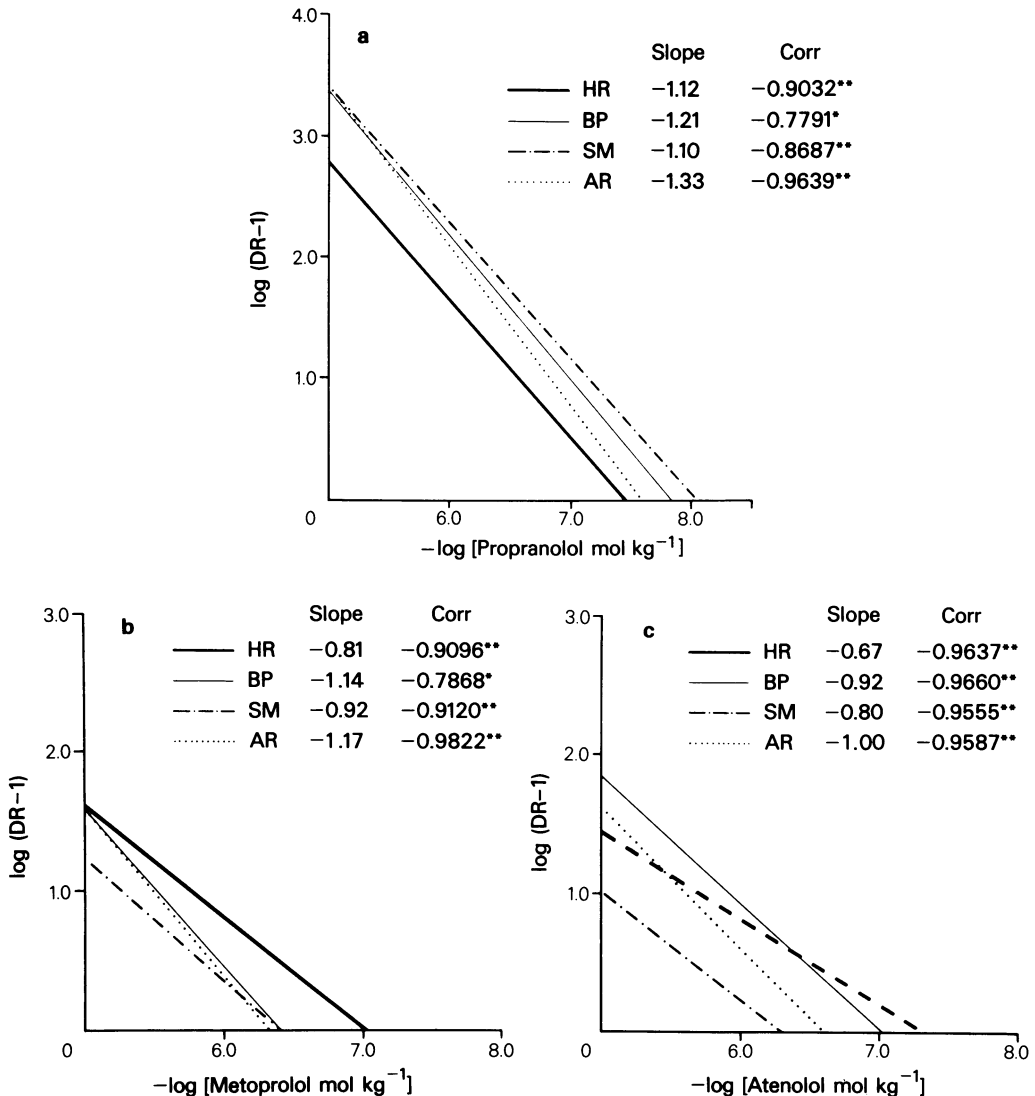 4.0
a
Slope Corr
HR −1.12 −0.9032**
BP −1.21 −0.7791*
SM −1.10 −0.8687**
AR −1.33 −0.9639**
3.0
2.0
1.0
log (DR−1)
0 6.0 7.0 8.0
−log [Propranolol mol kg⁻¹]
3.0
b
Slope Corr
HR −0.81 −0.9096**
BP −1.14 −0.7868*
SM −0.92 −0.9120**
AR −1.17 −0.9822**
2.0
1.0
log (DR−1)
0 6.0 7.0 8.0
−log [Metoprolol mol kg⁻¹]
3.0
c
Slope Corr
HR −0.67 −0.9637**
BP −0.92 −0.9660**
SM −0.80 −0.9555**
AR −1.00 −0.9587**
2.0
1.0
log (DR−1)
0 6.0 7.0 8.0
−log [Atenolol mol kg⁻¹]